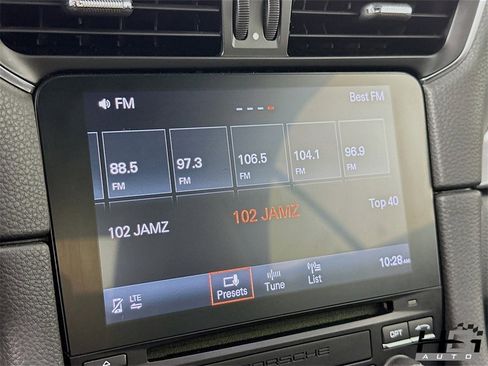 FM
Best FM
88.5
FM
97.3
FM
106.5
FM
104.1
FM
96.9
FM
102 JAMZ
102 JAMZ
Top 40
LTE
Presets
Tune
List
10:28 AM
OPT
PORSCHE
AUTO